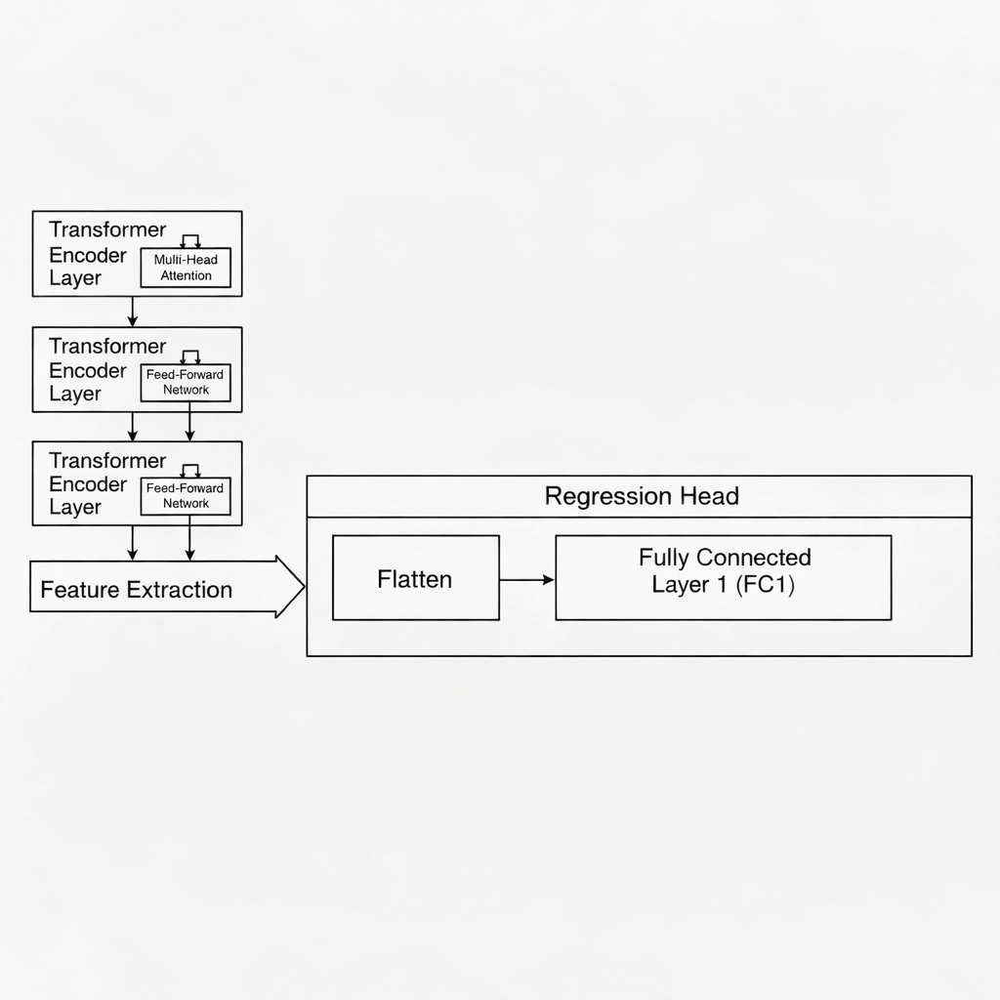 Transformer
Encoder
Layer
Multi-Head
Attention
Transformer
Encoder
Layer
Feed-Forward
Network
Transformer
Encoder
Layer
Feed-Forward
Network
Feature Extraction
Regression Head
Flatten
Fully Connected
Layer 1 (FC1)